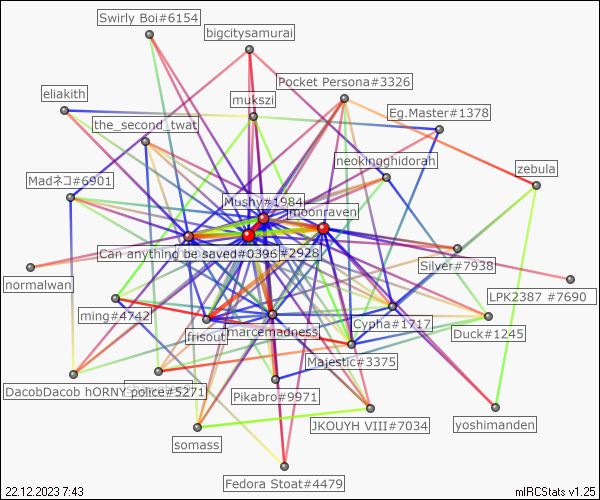 Swirly Boi#6154
bigcitysamurai
Pocket Persona#3326
eliakith
mukszi
Eg.Master#1378
the_second_twat
neokingghidorah
zebula
Madネコ#6901
Mushy#1984
moonraven
Can anything be saved#0396
#2928
Silver#7938
normalwan
LPK2387 #7690
ming#4742
frisout
marcemadness
Cypha#1717
Duck#1245
Majestic#3375
DacobDacob hORNY police#5271
Pikabro#9971
JKOUYH VIII#7034
yoshimanden
somass
Fedora Stoat#4479
22.12.2023 7:43
mIRCStats v1.25